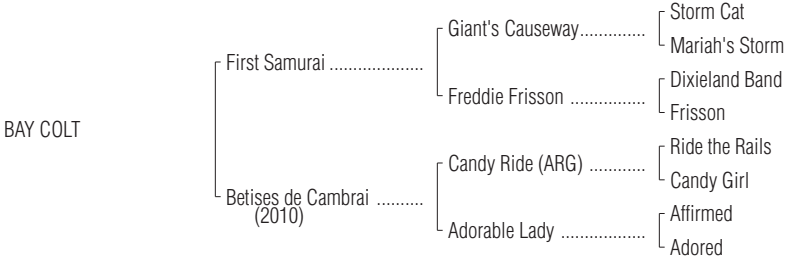 Storm Cat
Giant's Causeway..............
Mariah's Storm
First Samurai ....................
Dixieland Band
Freddie Frisson ................
Frisson
BAY COLT
Ride the Rails
Candy Ride (ARG) ............
Candy Girl
Betises de Cambrai ..........
(2010)
Affirmed
Adorable Lady ..................
Adored